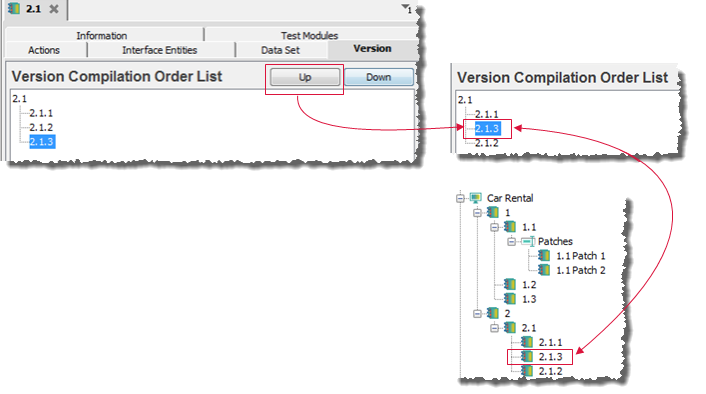 2.1
1
Information
Test Modules
Actions
Interface Entities
Data Set
Version
Version Compilation Order List
Up
Down
2.1
2.1.1
2.1.2
2.1.3
Version Compilation Order List
2.1
2.1.1
2.1.3
2.1.2
Car Rental
1
1.1
Patches
1.1 Patch 1
1.1 Patch 2
1.2
1.3
2
2.1
2.1.1
2.1.3
2.1.2